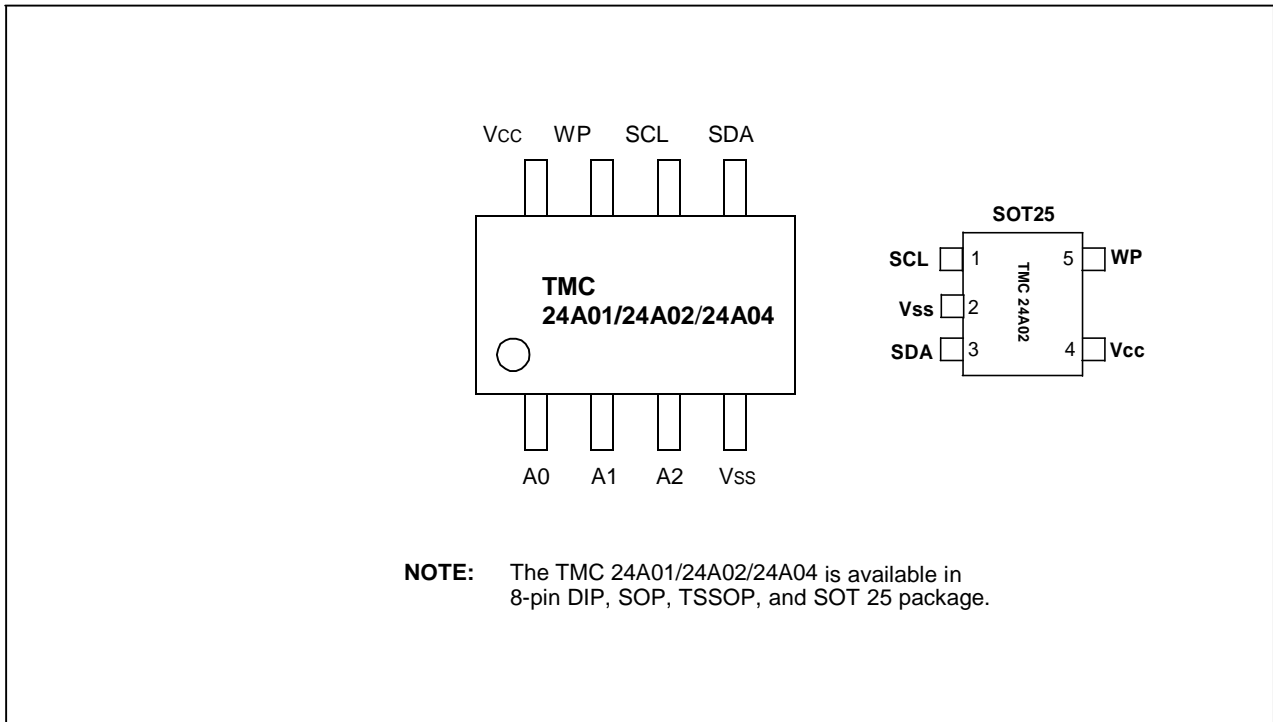 Vcc WP SCL SDA
TMC
24A01/24A02/24A04
A0 A1 A2 Vss
SOT25
SCL 1 5 WP
Vss 2
SDA 3 4 Vcc
TMC 24A02
NOTE: The TMC 24A01/24A02/24A04 is available in
8-pin DIP, SOP, TSSOP, and SOT 25 package.